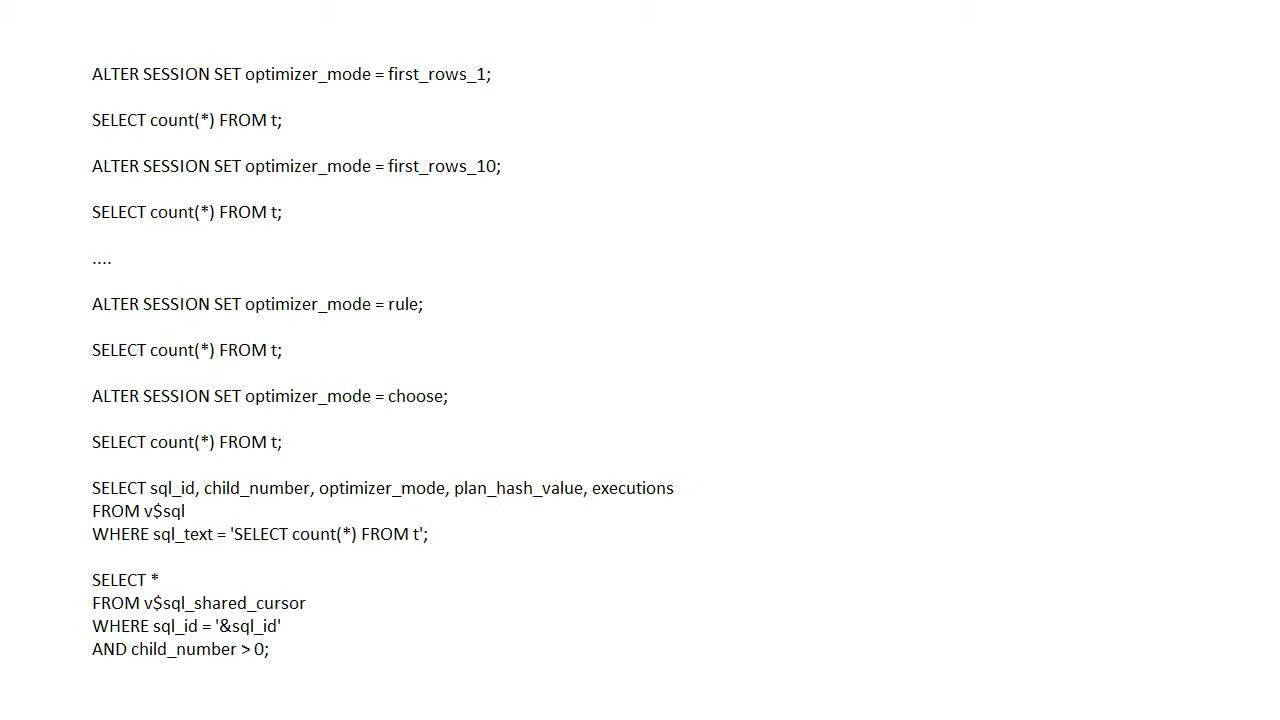 ALTER SESSION SET optimizer_mode = first_rows_1;
SELECT count(*) FROM t;
ALTER SESSION SET optimizer_mode = first_rows_10;
SELECT count(*) FROM t;
....
ALTER SESSION SET optimizer_mode = rule;
SELECT count(*) FROM t;
ALTER SESSION SET optimizer_mode = choose;
SELECT count(*) FROM t;
SELECT sql_id, child_number, optimizer_mode, plan_hash_value, executions
FROM v$sql
WHERE sql_text = 'SELECT count(*) FROM t';
SELECT *
FROM v$sql_shared_cursor
WHERE sql_id = '&sql_id'
AND child_number > 0;